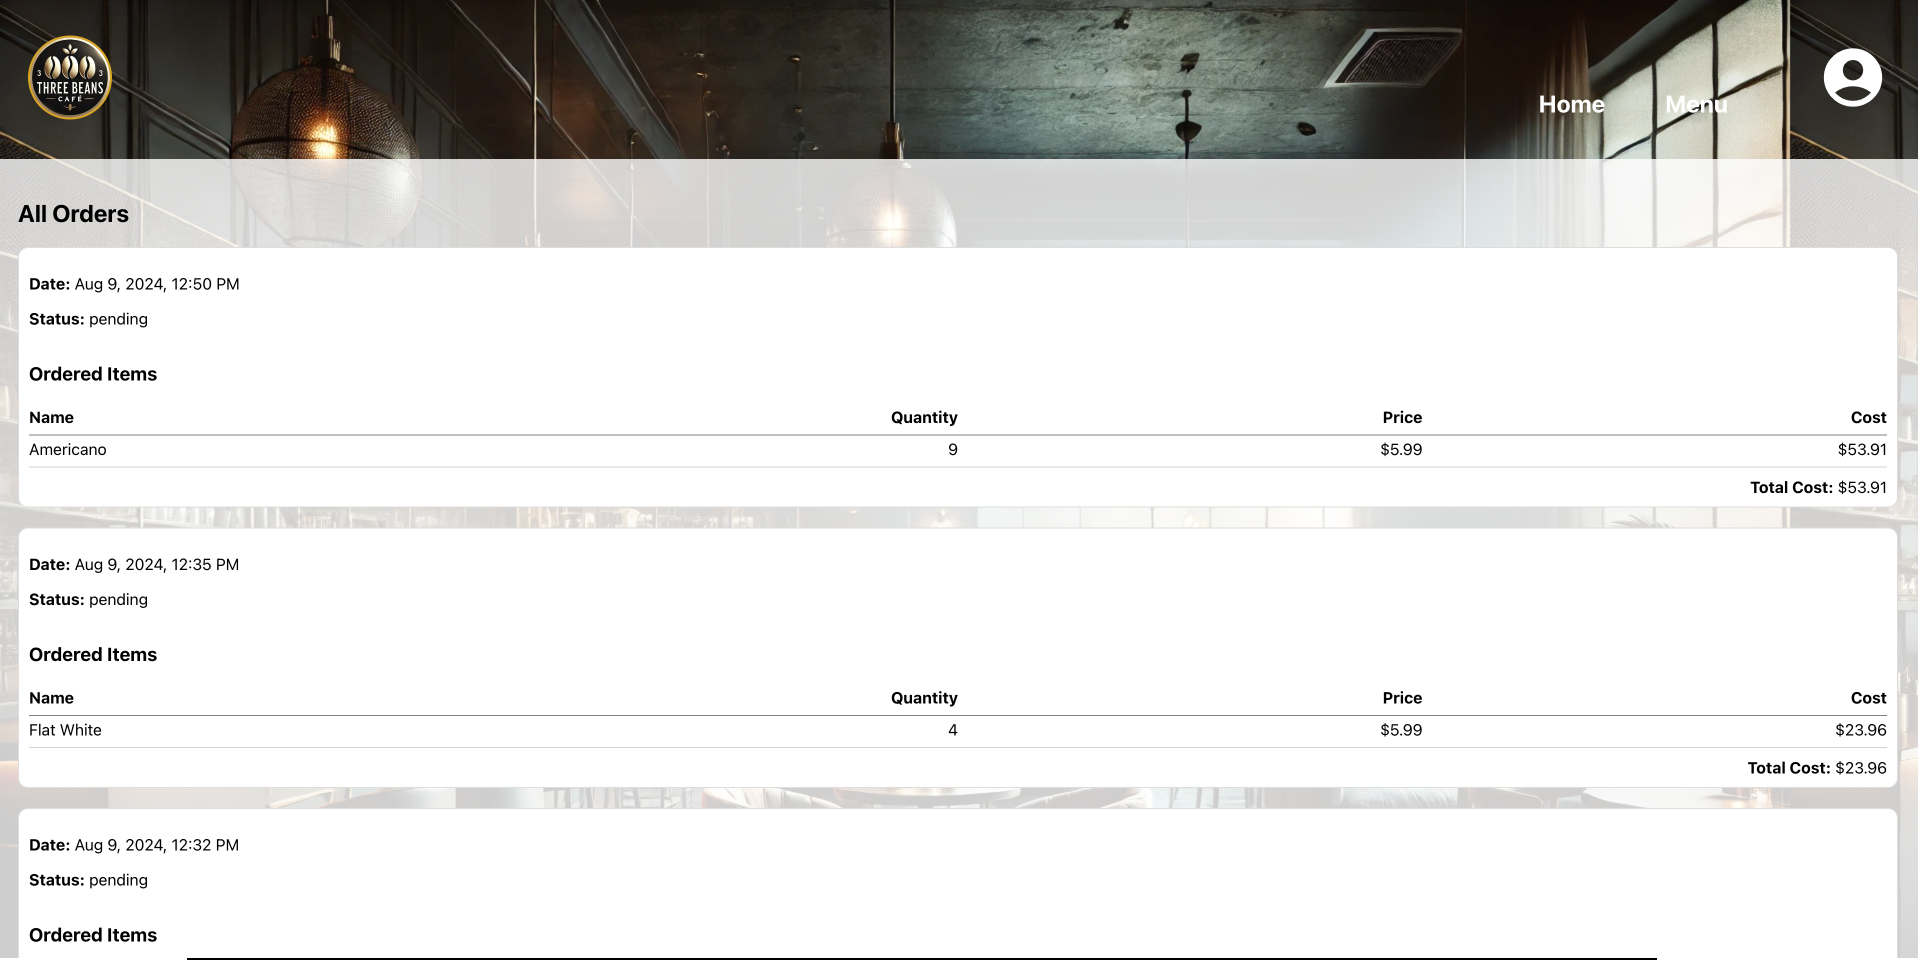 3 3
THREE BEANS
CAFÉ
Home Menu
All Orders
Date: Aug 9, 2024, 12:50 PM
Status: pending
Ordered Items
Name Quantity Price Cost
Americano 9 $5.99 $53.91
Total Cost: $53.91
Date: Aug 9, 2024, 12:35 PM
Status: pending
Ordered Items
Name Quantity Price Cost
Flat White 4 $5.99 $23.96
Total Cost: $23.96
Date: Aug 9, 2024, 12:32 PM
Status: pending
Ordered Items